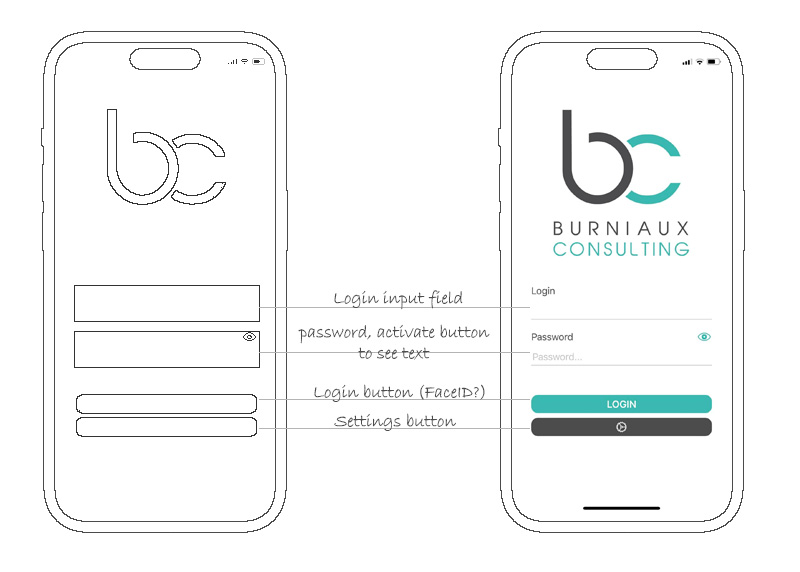 bc
bc
BURNIAUX
CONSULTING
Login
Login input field
password, activate button
to see text
Password
Password...
Login button (FaceID?)
LOGIN
Settings button